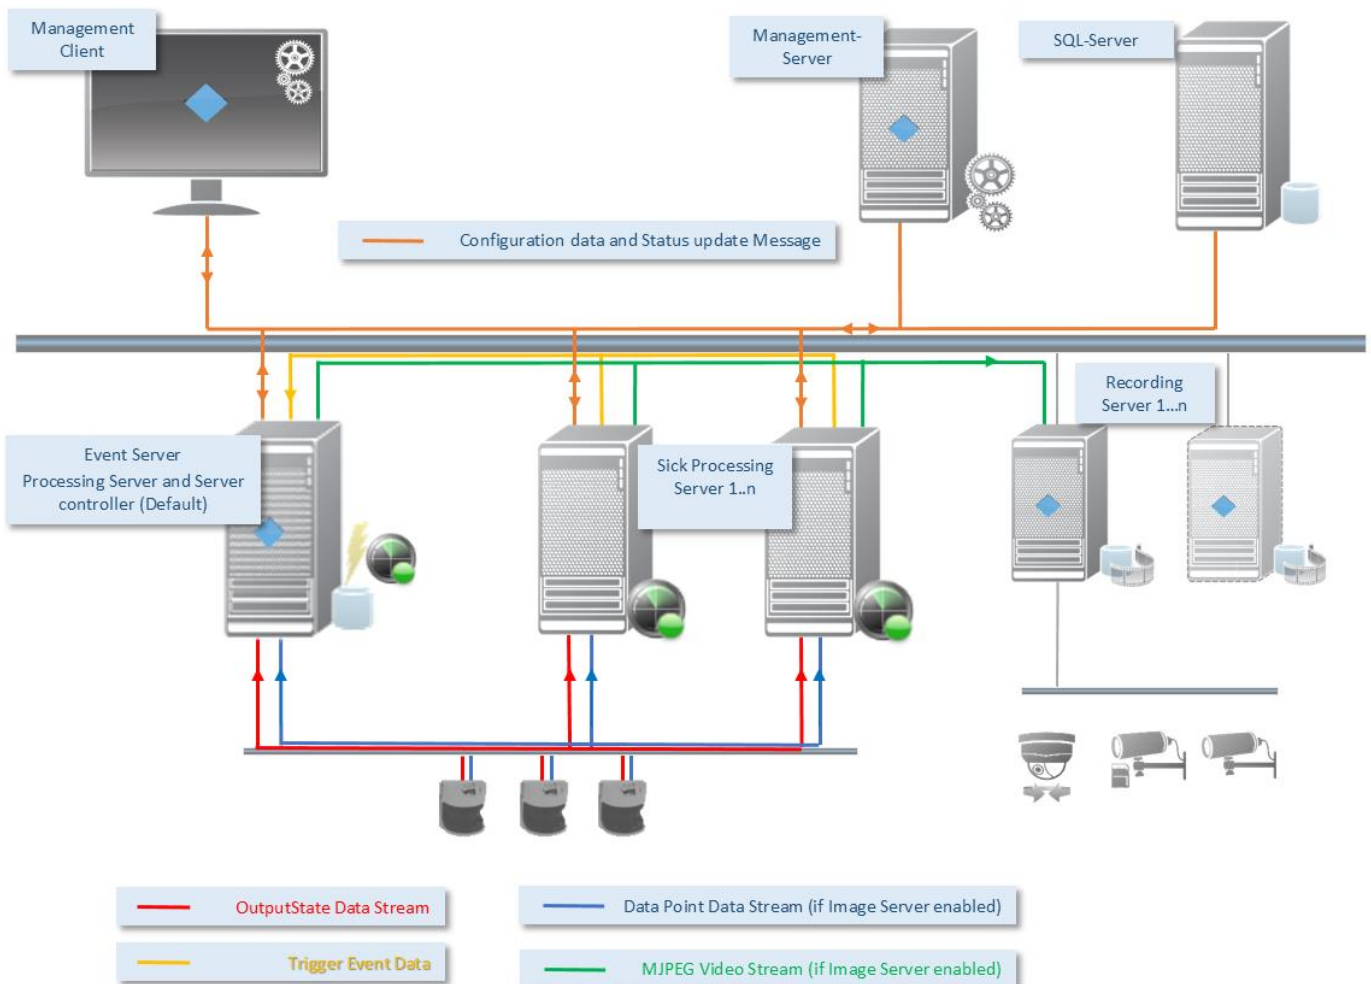 Management
Client
Management-
Server
SQL-Server
Configuration data and Status update Message
Recording
Server 1...n
Event Server
Processing Server and Server
controller (Default)
Sick Processing
Server 1..n
OutputState Data Stream
Data Point Data Stream (if Image Server enabled)
Trigger Event Data
MJPEG Video Stream (if Image Server enabled)